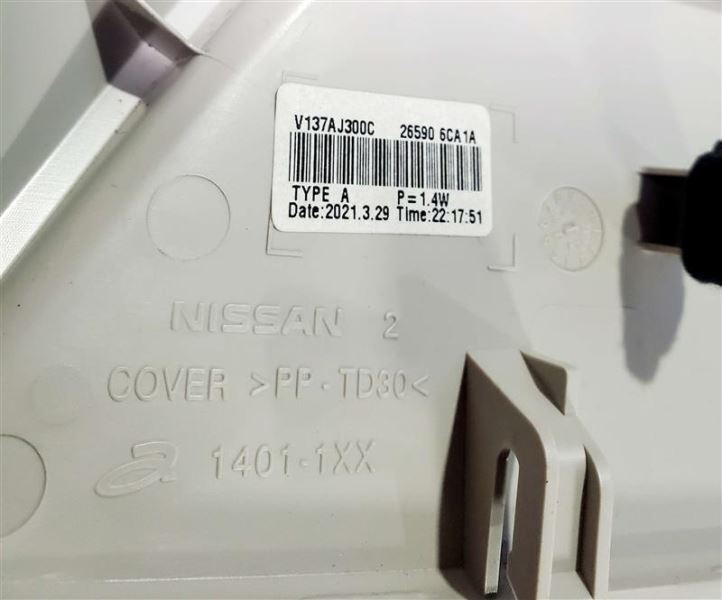 V137AJ300C 26590 6CA1A
TYPE A P=1.4W
Date:2021.3.29 Time:22:17:51
NISSAN 2
COVER >PP-TD30<
1401-1XX